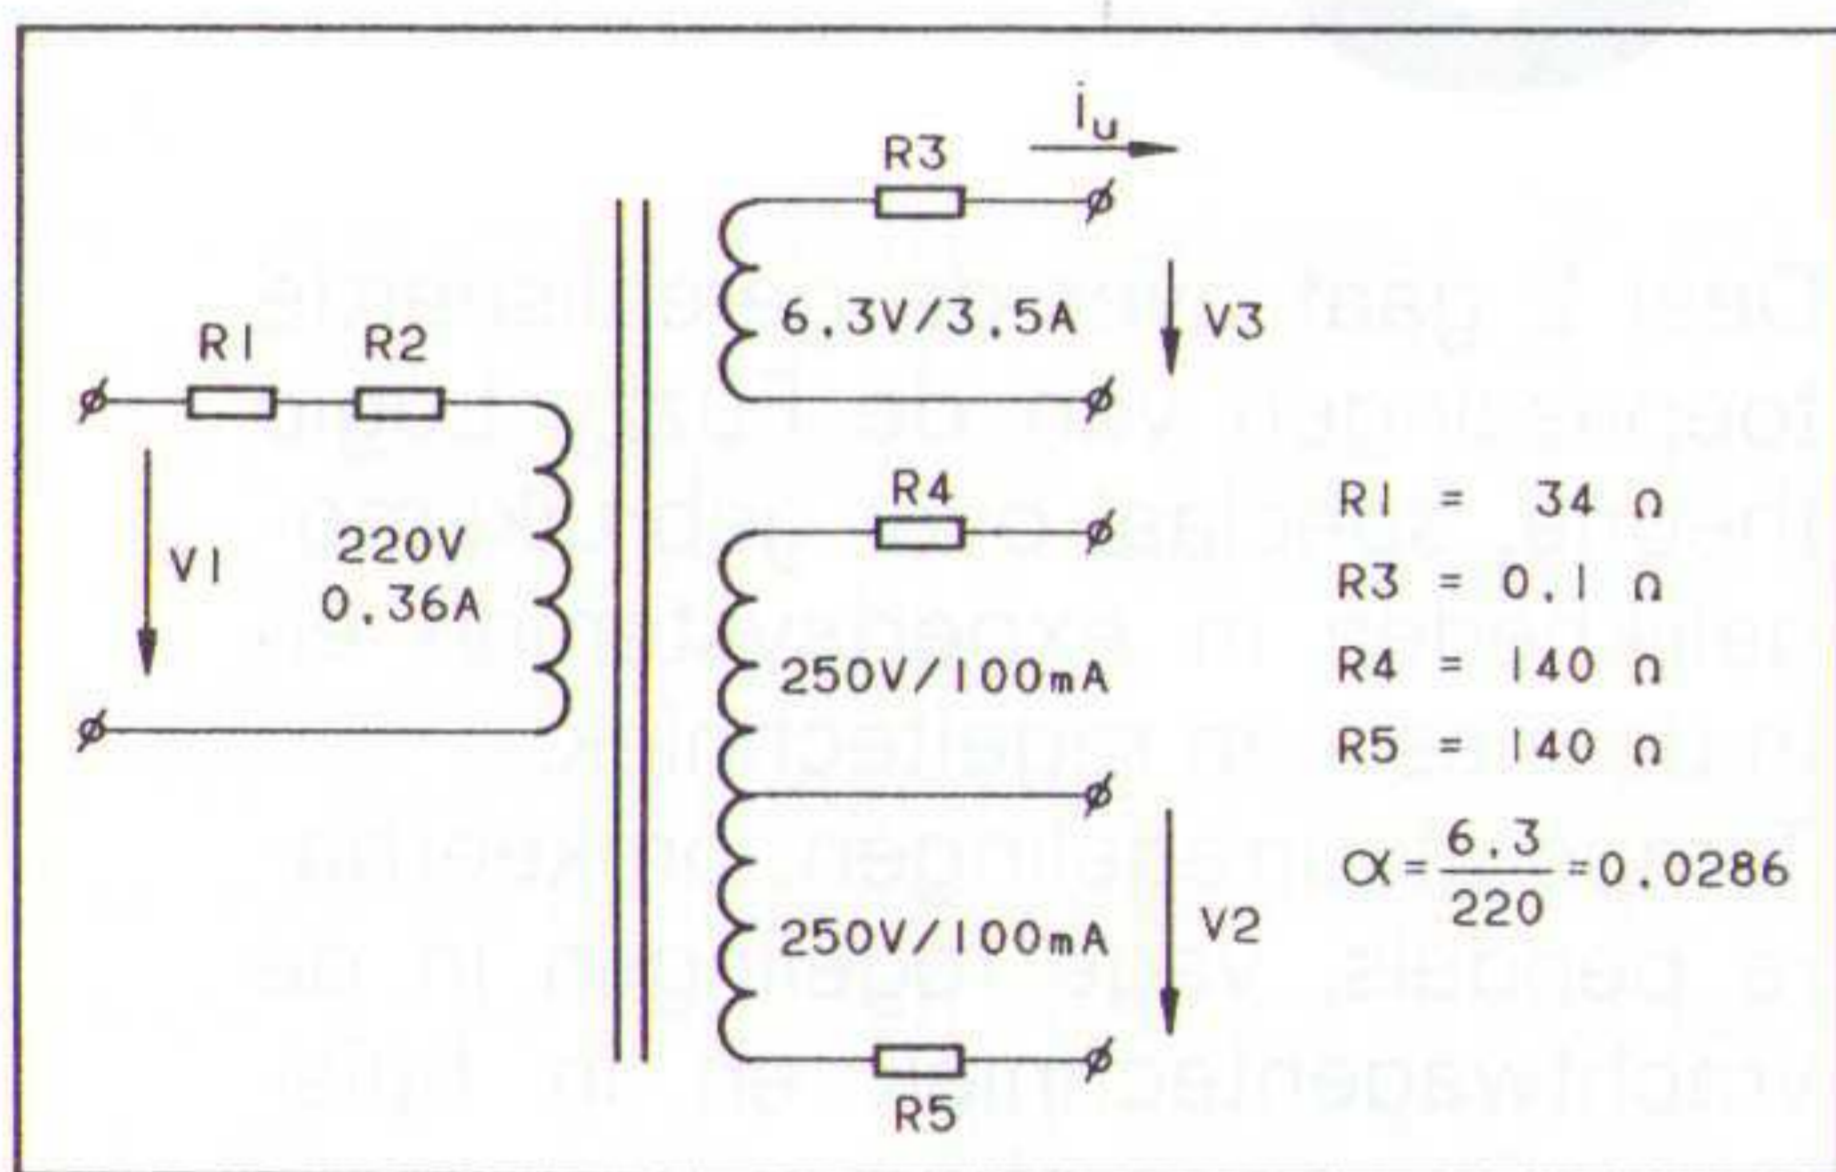 i_u
R3
6.3V/3.5A
V3
R1 R2
V1
220V
0.36A
R4
250V/100mA
250V/100mA
V2
R5
R1 = 34 Ω
R3 = 0.1 Ω
R4 = 140 Ω
R5 = 140 Ω
α = 6.3/220 = 0.0286